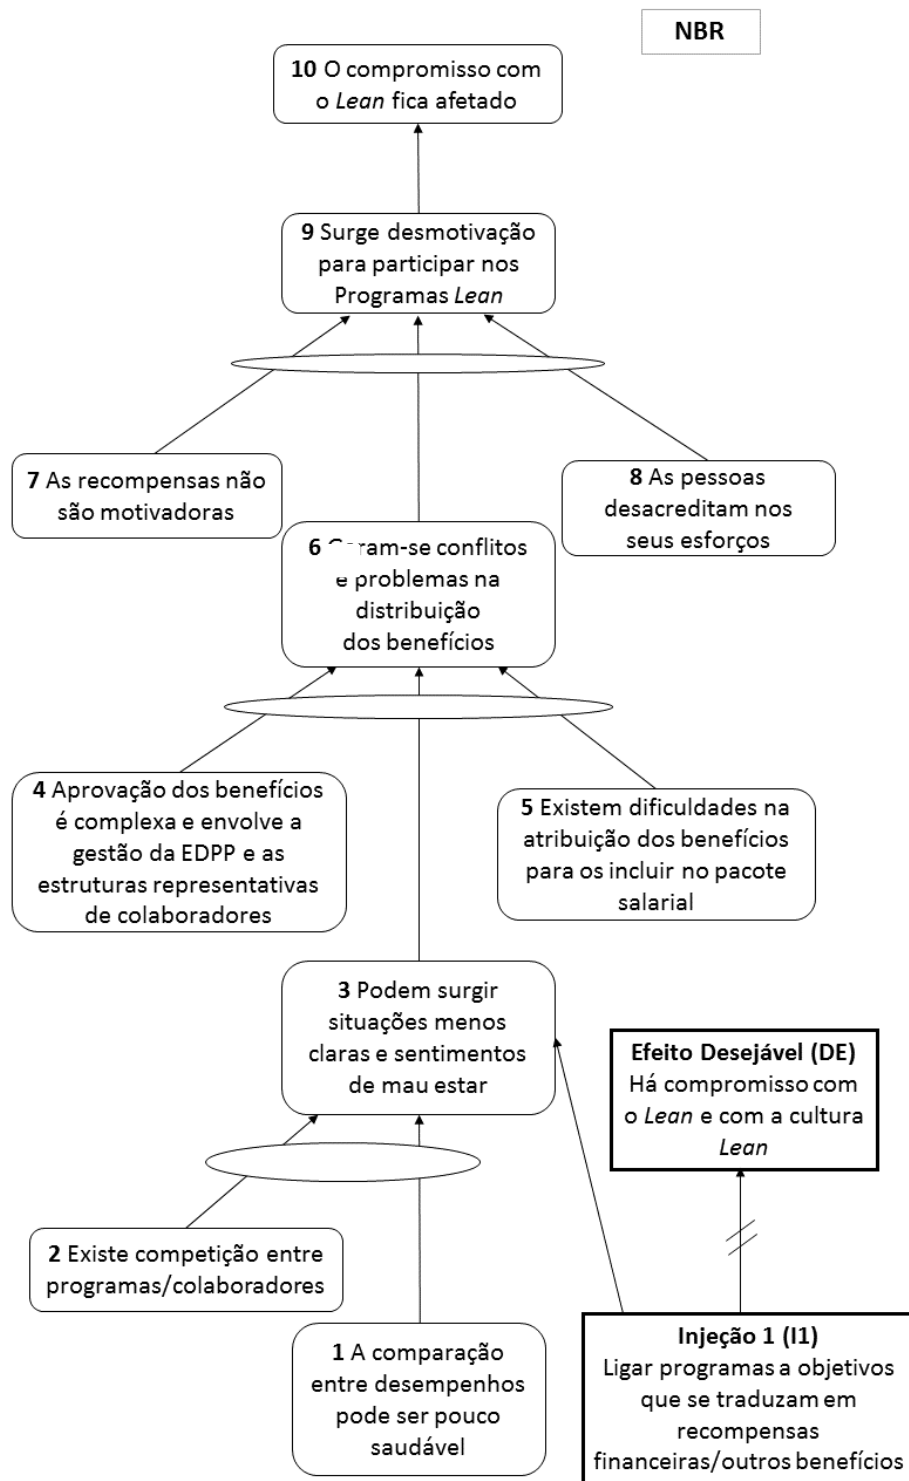 NBR
10 O compromisso com
o Lean fica afetado
9 Surge desmotivação
para participar nos
Programas Lean
7 As recompensas não
são motivadoras
8 As pessoas
desacreditam nos
seus esforços
6 Geram-se conflitos
e problemas na
distribuição
dos benefícios
4 Aprovação dos benefícios
é complexa e envolve a
gestão da EDPP e as
estruturas representativas
de colaboradores
5 Existem dificuldades na
atribuição dos benefícios
para os incluir no pacote
salarial
3 Podem surgir
situações menos
claras e sentimentos
de mau estar
Efeito Desejável (DE)
Há compromisso com
o Lean e com a cultura
Lean
2 Existe competição entre
programas/colaboradores
1 A comparação
entre desempenhos
pode ser pouco
saudável
Injeção 1 (I1)
Ligar programas a objetivos
que se traduzam em
recompensas
financeiras/outros benefícios